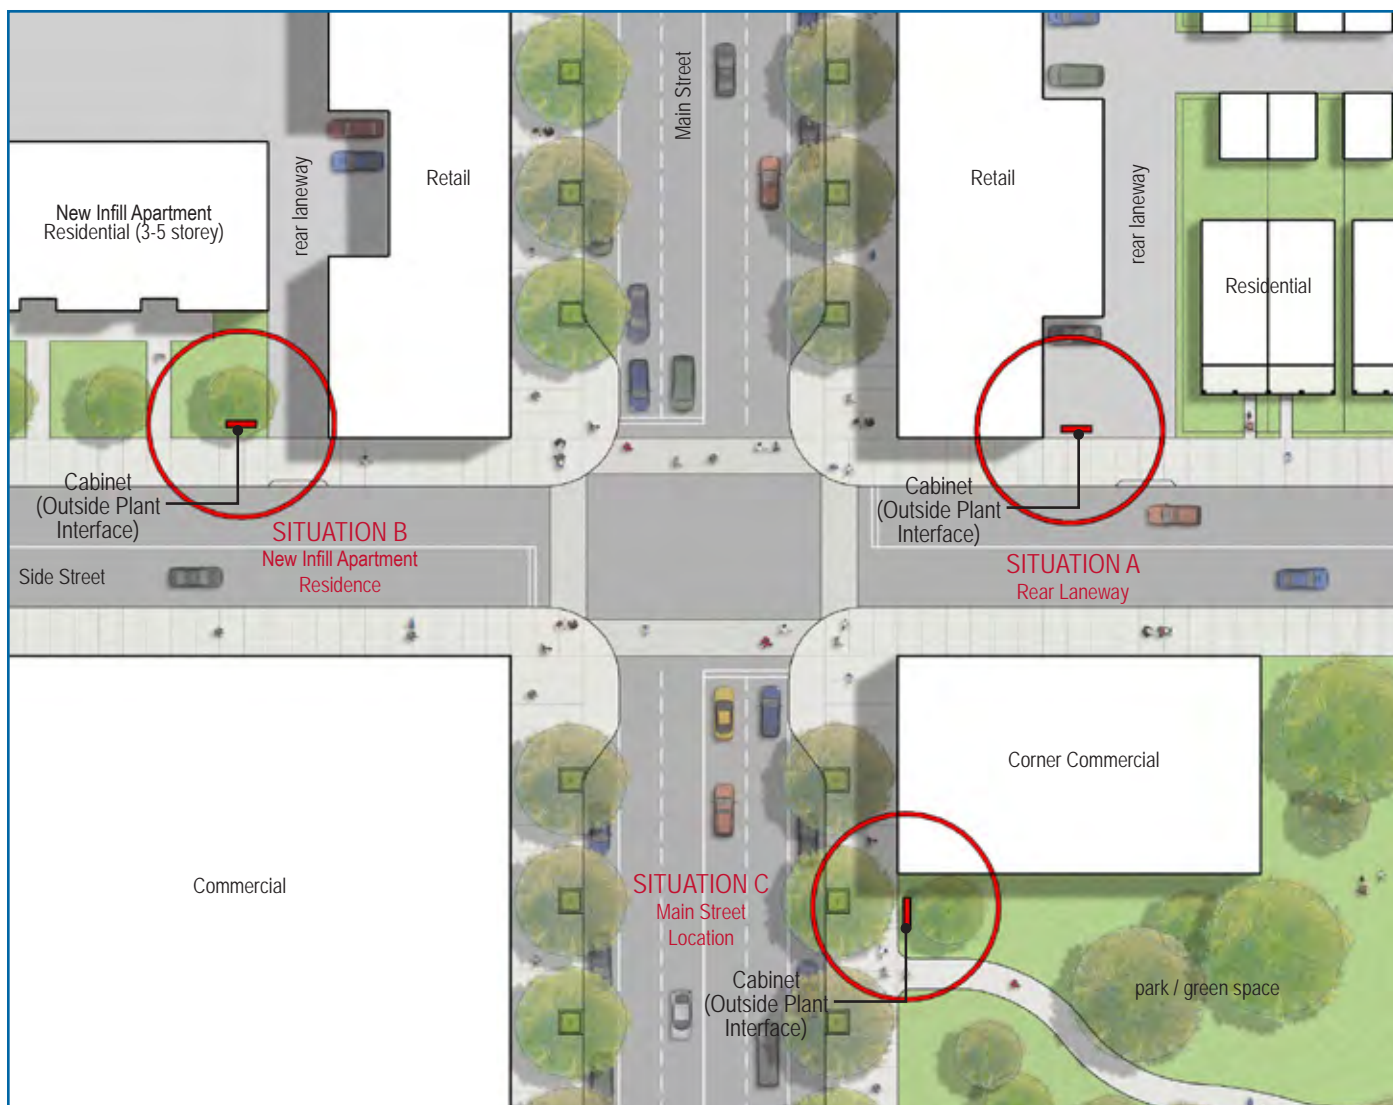 Main Street
Retail
Retail
rear laneway
rear laneway
New Infill Apartment
Residential (3-5 storey)
Residential
Cabinet
(Outside Plant
Interface)
SITUATION B
New Infill Apartment
Residence
Side Street
Cabinet
(Outside Plant
Interface)
SITUATION A
Rear Laneway
Corner Commercial
Commercial
SITUATION C
Main Street
Location
Cabinet
(Outside Plant
Interface)
park / green space